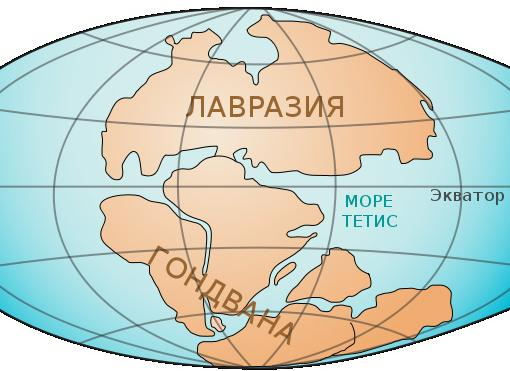 ЛАВРАЗИЯ
Экватор
МОРЕ
ТЕТИС
ГОНДВАНА